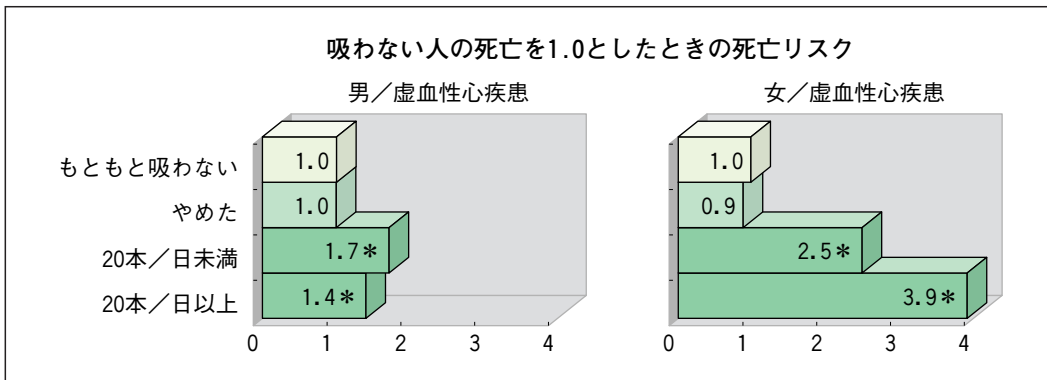 吸わない人の死亡を1.0としたときの死亡リスク
男／虚血性心疾患
女／虚血性心疾患
もともと吸わない
1.0
1.0
やめた
1.0
0.9
20本／日未満
1.7＊
2.5＊
20本／日以上
1.4＊
3.9＊
0 1 2 3 4
0 1 2 3 4